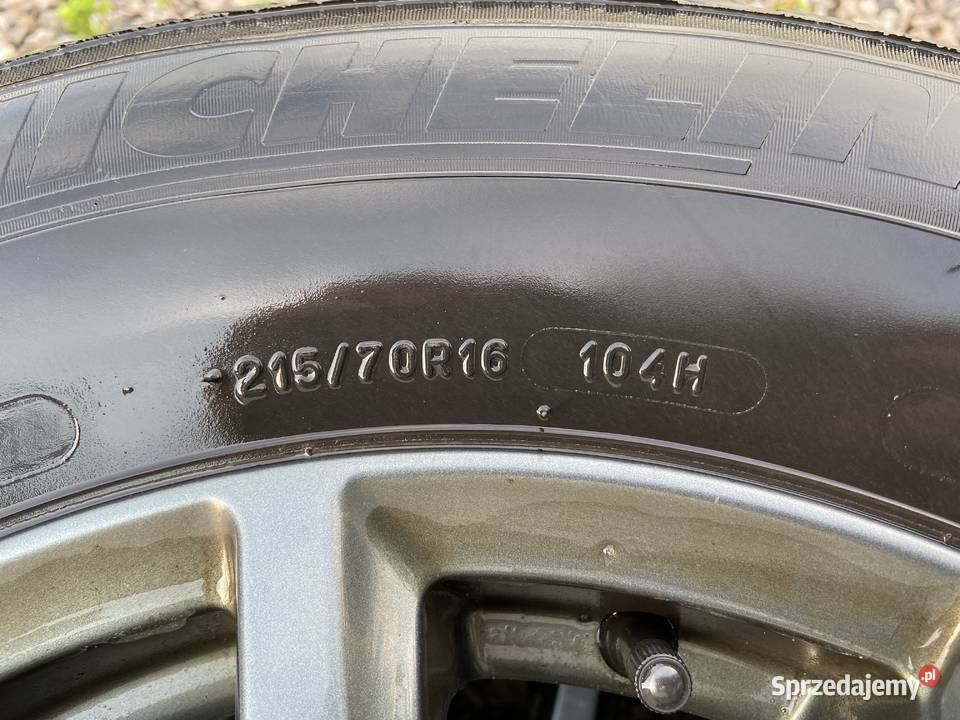 MICHELIN
215/70R16 104H
Sprzedajemy.pl